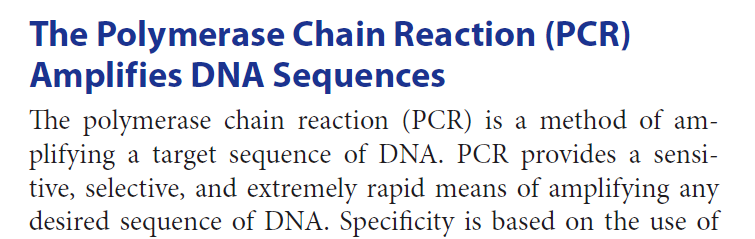 The Polymerase Chain Reaction (PCR)
Amplifies DNA Sequences
The polymerase chain reaction (PCR) is a method of am-
plifying a target sequence of DNA. PCR provides a sensi-
tive, selective, and extremely rapid means of amplifying any
desired sequence of DNA. Specificity is based on the use of